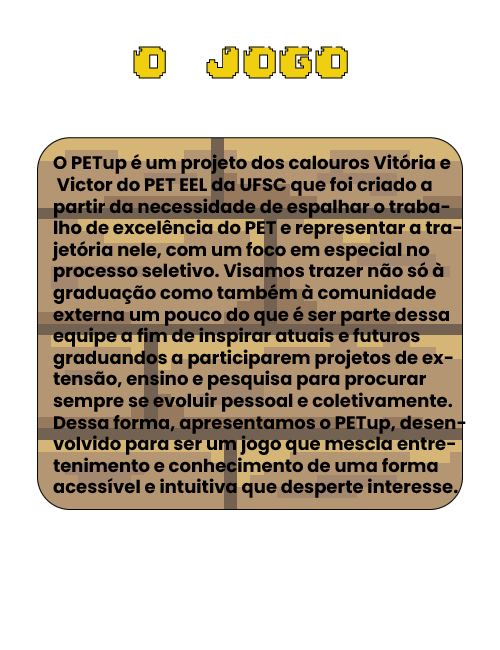 O JOGO
O PETup é um projeto dos calouros Vitória e
Victor do PET EEL da UFSC que foi criado a
partir da necessidade de espalhar o traba-
lho de excelência do PET e representar a tra-
jetória nele, com um foco em especial no
processo seletivo. Visamos trazer não só à
graduação como também à comunidade
externa um pouco do que é ser parte dessa
equipe a fim de inspirar atuais e futuros
graduandos a participarem projetos de ex-
tensão, ensino e pesquisa para procurar
sempre se evoluir pessoal e coletivamente.
Dessa forma, apresentamos o PETup, desen-
volvido para ser um jogo que mescla entre-
tenimento e conhecimento de uma forma
acessível e intuitiva que desperte interesse.